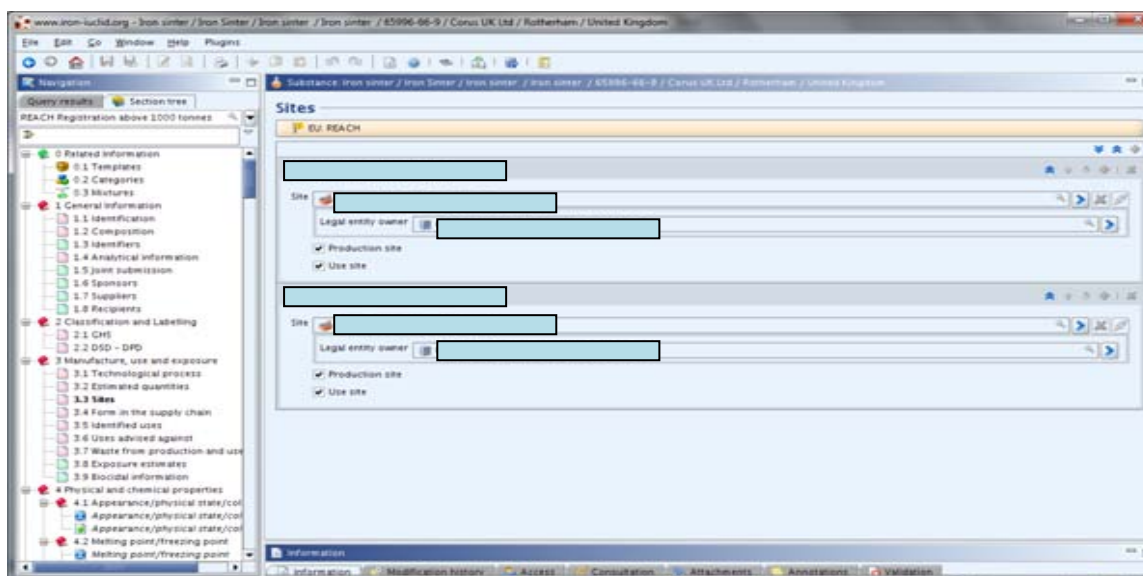 www.iron-iuclid.org - Iron sinter / Iron Sinter / Iron sinter / Iron sinter / 65996-66-9 / Corus UK Ltd / Rotherham / United Kingdom
File Edit Go Window Help Plugins
Navigation
Substance: Iron sinter / Iron Sinter / Iron sinter / Iron sinter / 65996-66-9 / Corus UK Ltd / Rotherham / United Kingdom
Query results Section tree
REACH Registration above 1000 tonnes
Sites
EU: REACH
0 Related Information
0.1 Templates
0.2 Categories
0.3 Mixtures
1 General Information
1.1 Identification
1.2 Composition
1.3 Identifiers
1.4 Analytical information
1.5 Joint submission
1.6 Sponsors
1.7 Suppliers
1.8 Recipients
2 Classification and Labelling
2.1 GHS
2.2 DSD - DPD
3 Manufacture, use and exposure
3.1 Technological process
3.2 Estimated quantities
3.3 Sites
3.4 Form in the supply chain
3.5 Identified uses
3.6 Uses advised against
3.7 Waste from production and use
3.8 Exposure estimates
3.9 Biocidal information
4 Physical and chemical properties
4.1 Appearance/physical state/col
Appearance/physical state/col
Appearance/physical state/col
4.2 Melting point/freezing point
Melting point/freezing point
Site
Legal entity owner
Production site
Use site
Site
Legal entity owner
Production site
Use site
Information
Information Modification history Access Consultation Attachments Annotations Validation